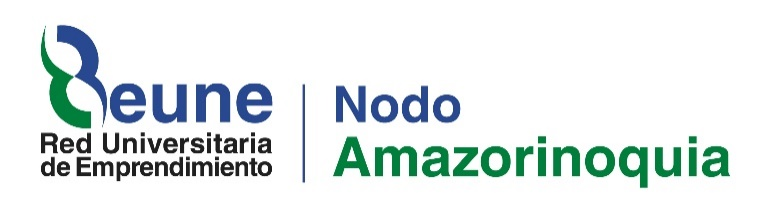 Reune
Red Universitaria
de Emprendimiento
Nodo
Amazorinoquia